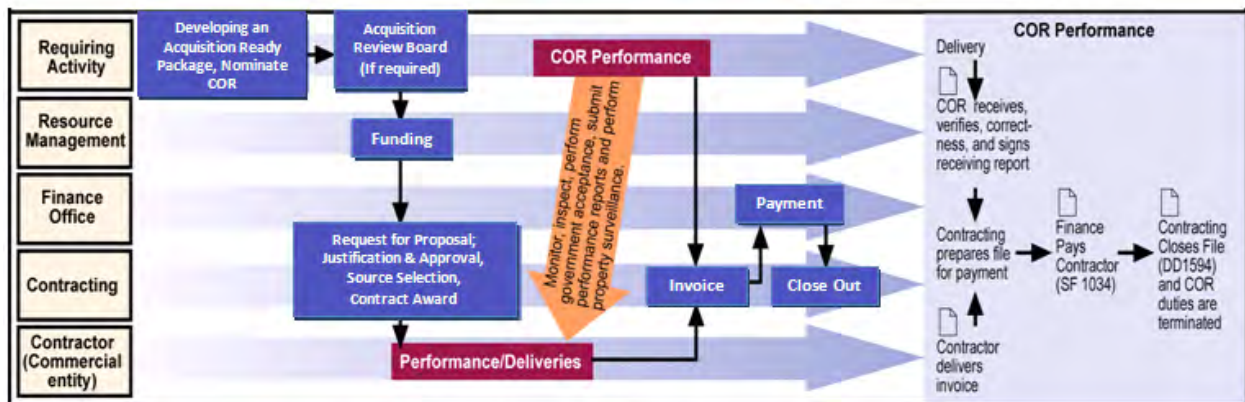 Requiring
Activity
Resource
Management
Finance
Office
Contracting
Contractor
(Commercial
entity)
Developing an
Acquisition Ready
Package, Nominate
COR
Acquisition
Review Board
(If required)
Funding
Request for Proposal;
Justification & Approval,
Source Selection,
Contract Award
COR Performance
Monitor, inspect, perform
government acceptance, submit
performance reports and perform
property surveillance.
Performance/Deliveries
Invoice
Payment
Close Out
COR Performance
Delivery
COR receives,
verifies, correct-
ness, and signs
receiving report
Contracting
prepares file
for payment
Contractor
delivers
invoice
Finance
Pays
Contractor
(SF 1034)
Contracting
Closes File
(DD1594)
and COR
duties are
terminated